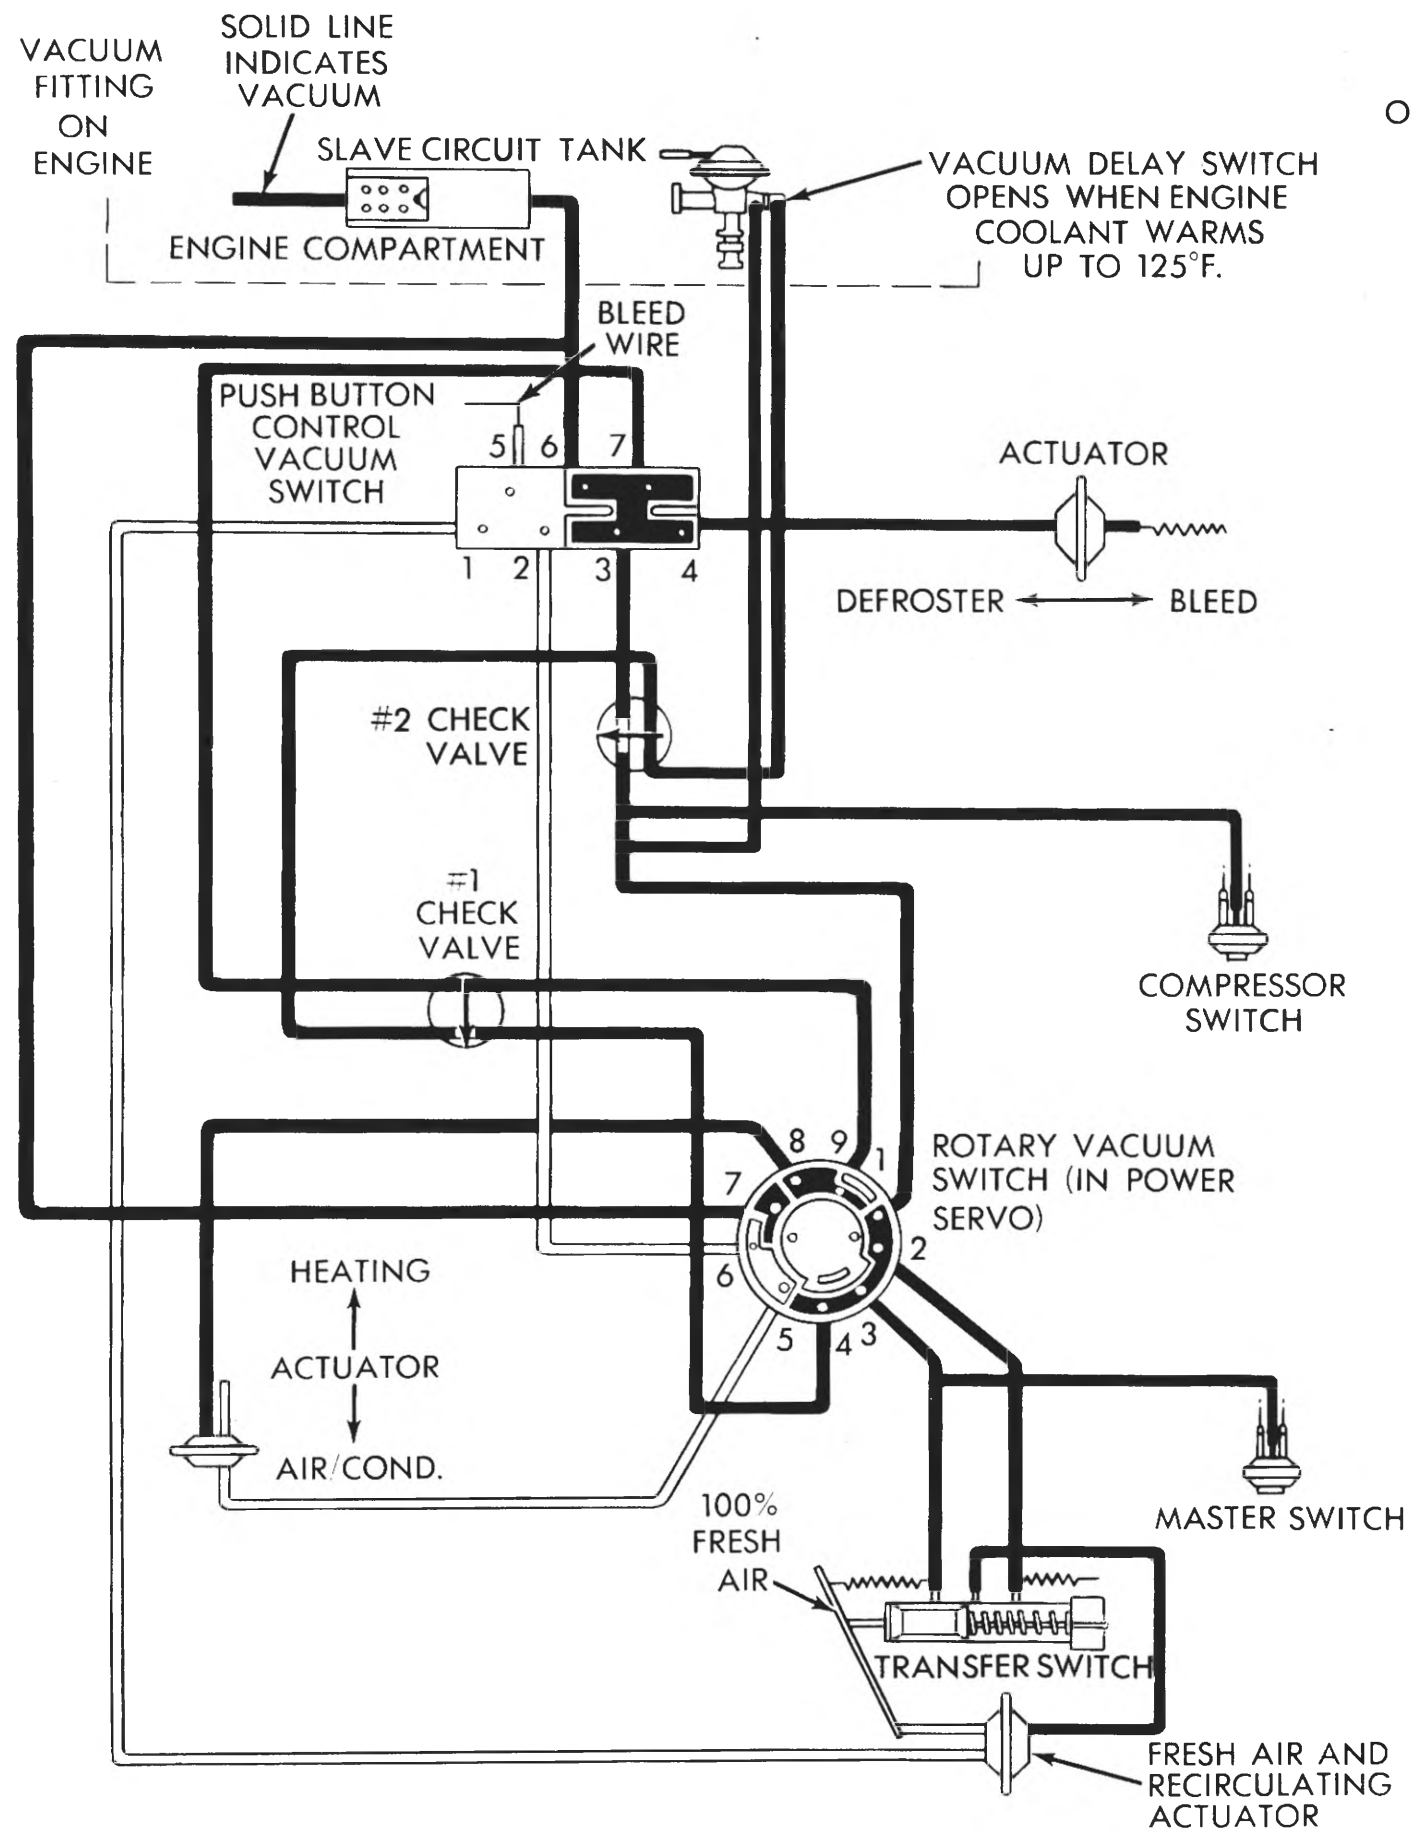 VACUUM
FITTING
ON
ENGINE
SOLID LINE
INDICATES
VACUUM
SLAVE CIRCUIT TANK
ENGINE COMPARTMENT
VACUUM DELAY SWITCH
OPENS WHEN ENGINE
COOLANT WARMS
UP TO 125°F.
O
BLEED
WIRE
PUSH BUTTON
CONTROL
VACUUM
SWITCH
5 6 7
1 2 3 4
ACTUATOR
DEFROSTER BLEED
#2 CHECK
VALVE
#1
CHECK
VALVE
COMPRESSOR
SWITCH
8 9 1
7
2
6
5 4 3
ROTARY VACUUM
SWITCH (IN POWER
SERVO)
HEATING
ACTUATOR
AIR/COND.
MASTER SWITCH
100%
FRESH
AIR
TRANSFER SWITCH
FRESH AIR AND
RECIRCULATING
ACTUATOR